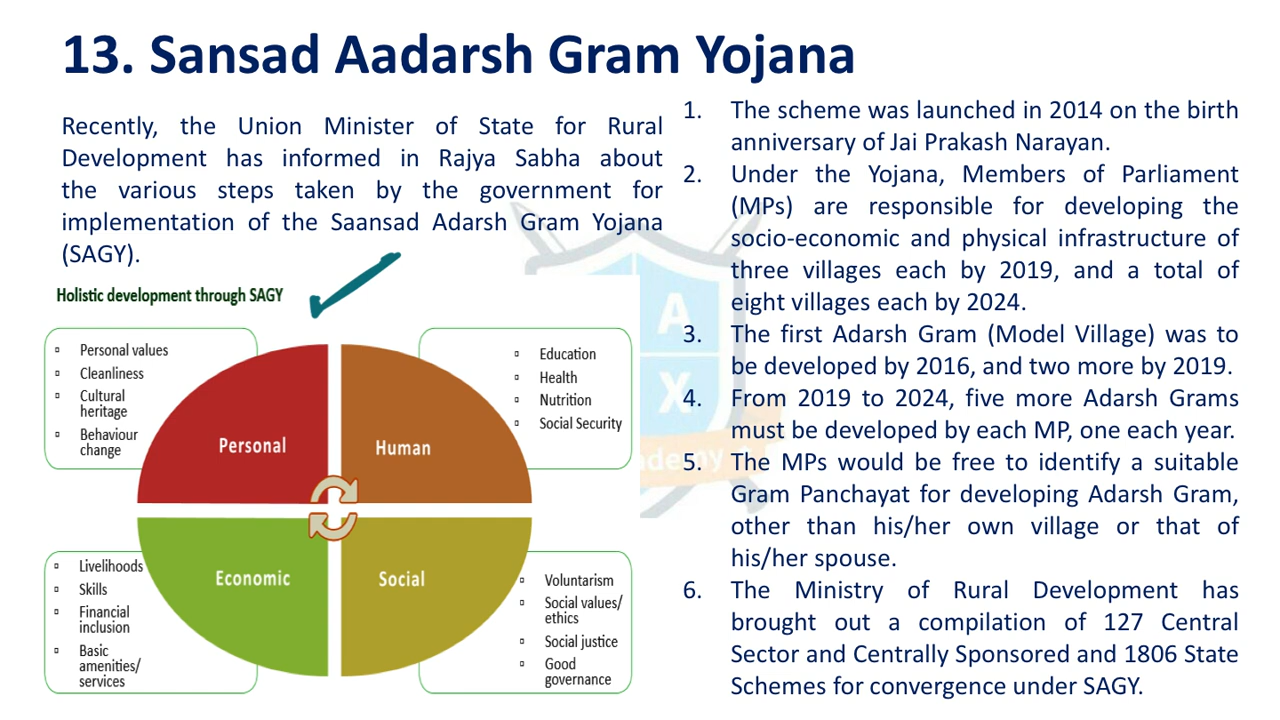 13. Sansad Aadarsh Gram Yojana
Recently, the Union Minister of State for Rural
Development has informed in Rajya Sabha about
the various steps taken by the government for
implementation of the Saansad Adarsh Gram Yojana
(SAGY).
Holistic development through SAGY
Personal values
Cleanliness
Cultural
heritage
Behaviour
change
Personal
Education
Health
Nutrition
Social Security
Human
Livelihoods
Skills
Financial
inclusion
Basic
amenities/
services
Economic
Voluntarism
Social values/
ethics
Social justice
Good
governance
Social
1. The scheme was launched in 2014 on the birth
anniversary of Jai Prakash Narayan.
2. Under the Yojana, Members of Parliament
(MPs) are responsible for developing the
socio-economic and physical infrastructure of
three villages each by 2019, and a total of
eight villages each by 2024.
3. The first Adarsh Gram (Model Village) was to
be developed by 2016, and two more by 2019.
4. From 2019 to 2024, five more Adarsh Grams
must be developed by each MP, one each year.
5. The MPs would be free to identify a suitable
Gram Panchayat for developing Adarsh Gram,
other than his/her own village or that of
his/her spouse.
6. The Ministry of Rural Development has
brought out a compilation of 127 Central
Sector and Centrally Sponsored and 1806 State
Schemes for convergence under SAGY.
A
X